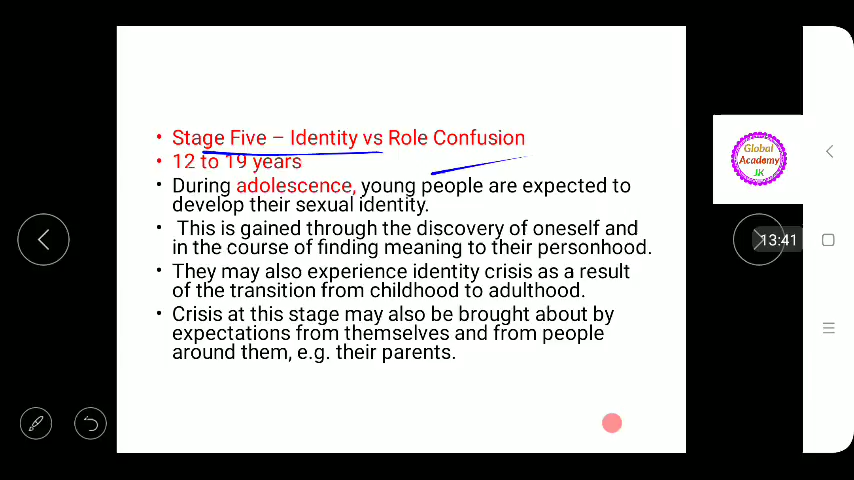 • Stage Five – Identity vs Role Confusion
• 12 to 19 years
• During adolescence, young people are expected to
develop their sexual identity.
• This is gained through the discovery of oneself and
in the course of finding meaning to their personhood.
• They may also experience identity crisis as a result
of the transition from childhood to adulthood.
• Crisis at this stage may also be brought about by
expectations from themselves and from people
around them, e.g. their parents.
Global
Academy
JK
13:41